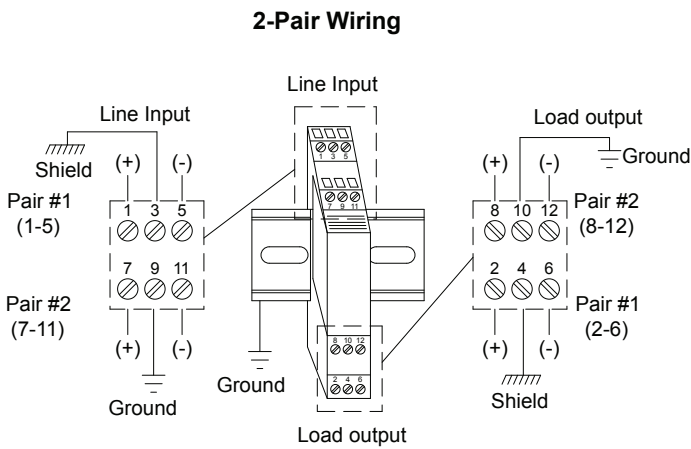 2-Pair Wiring
Line Input
Line Input
Load output
Shield
Ground
(+)
(-)
(+)
(-)
Pair #1
(1-5)
1 3 5
7 9 11
Pair #2
(7-11)
(+)
(-)
Ground
1 3 5
7 9 11
8 10 12
2 4 6
Ground
Load output
8 10 12
Pair #2
(8-12)
2 4 6
Pair #1
(2-6)
(+)
(-)
Shield